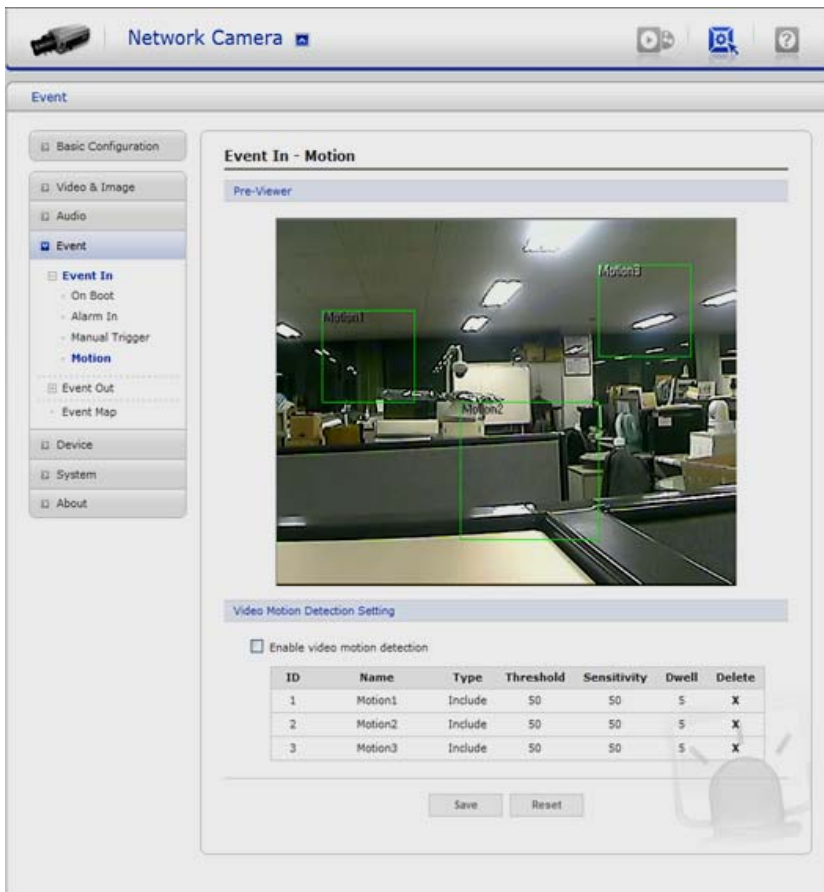 Network Camera
?
Event
Basic Configuration
Video & Image
Audio
Event
Event In
On Boot
Alarm In
Manual Trigger
Motion
Event Out
Event Map
Device
System
About
Event In - Motion
Pre-Viewer
Motion1
Motion3
Motion2
Video Motion Detection Setting
Enable video motion detection
ID Name Type Threshold Sensitivity Dwell Delete
1 Motion1 Include 50 50 5 X
2 Motion2 Include 50 50 5 X
3 Motion3 Include 50 50 5 X
Save Reset